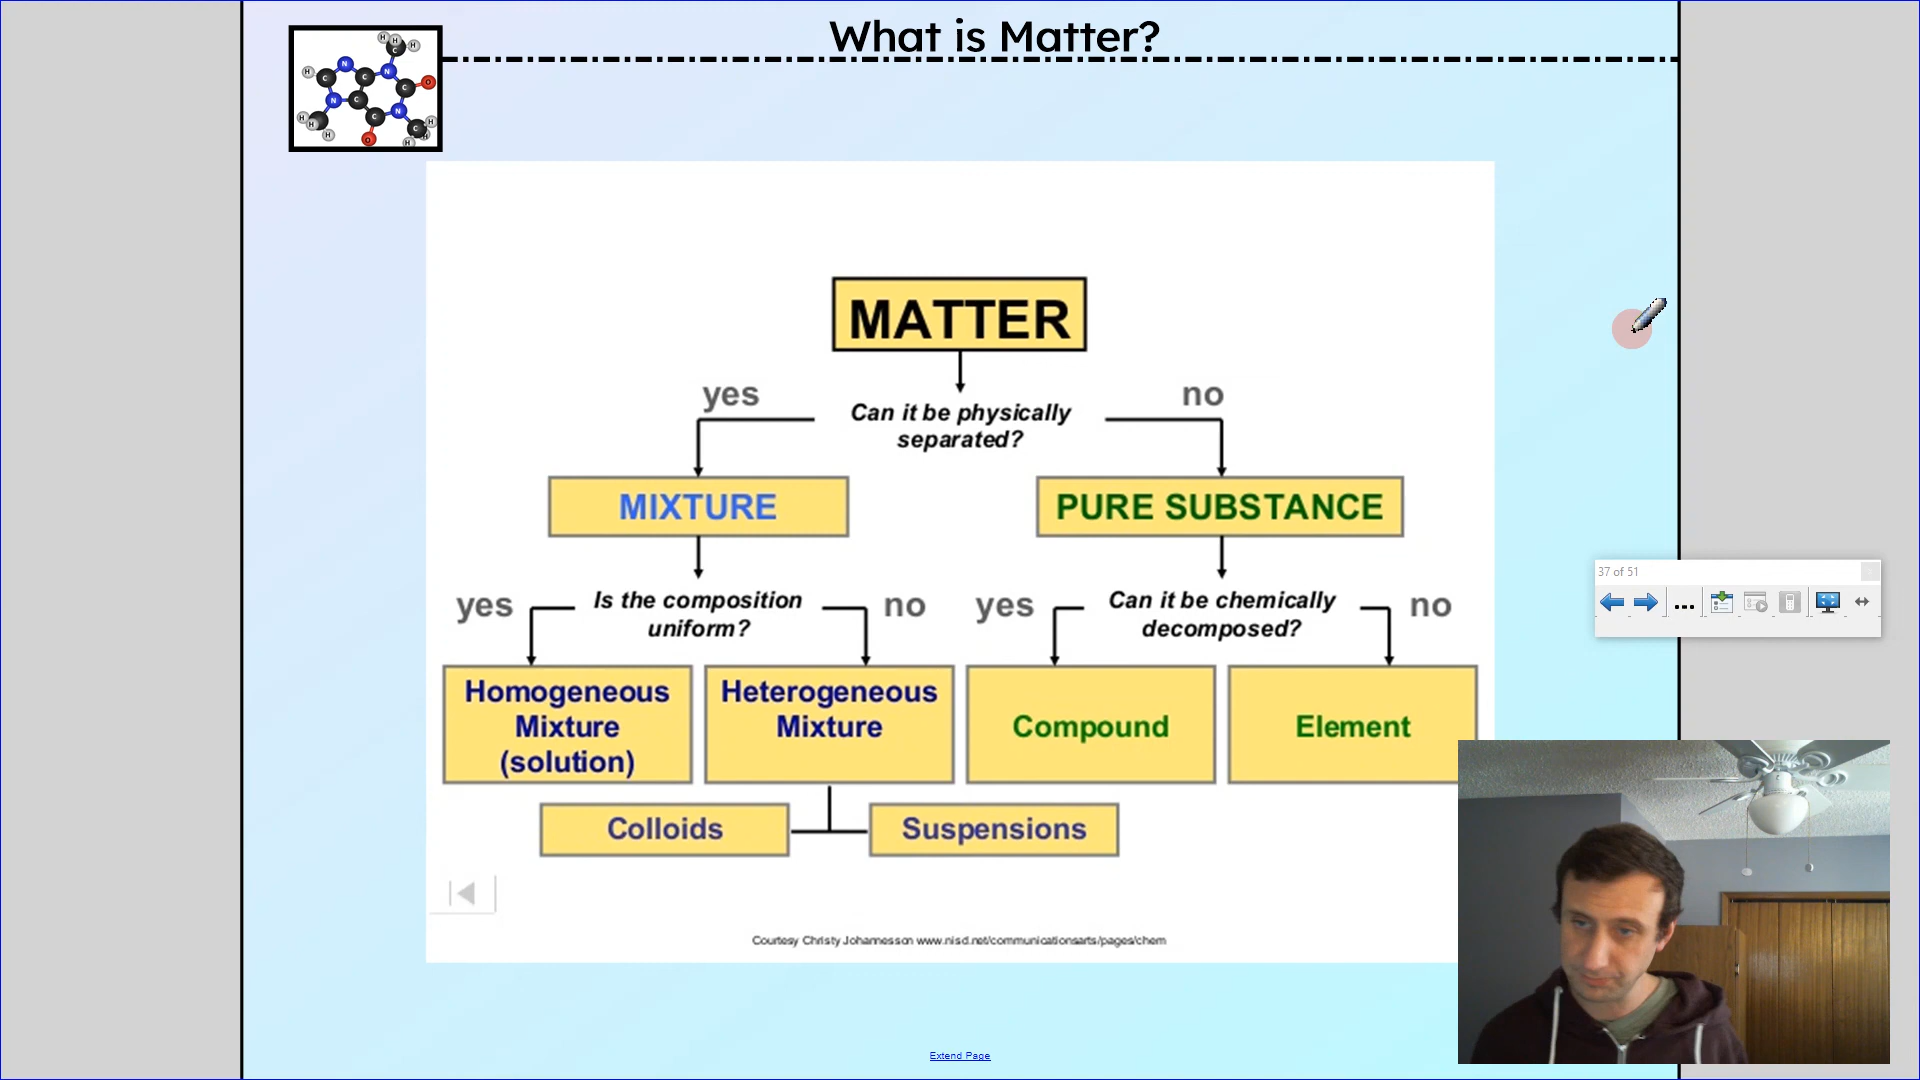 What is Matter?
MATTER
yes
no
Can it be physically
separated?
MIXTURE
PURE SUBSTANCE
yes
Is the composition
uniform?
no
yes
Can it be chemically
decomposed?
no
Homogeneous
Mixture
(solution)
Heterogeneous
Mixture
Compound
Element
Colloids
Suspensions
Courtesy Christy Johannesson www.nisd.net/communicationsarts/pages/chem
Extend Page
37 of 51